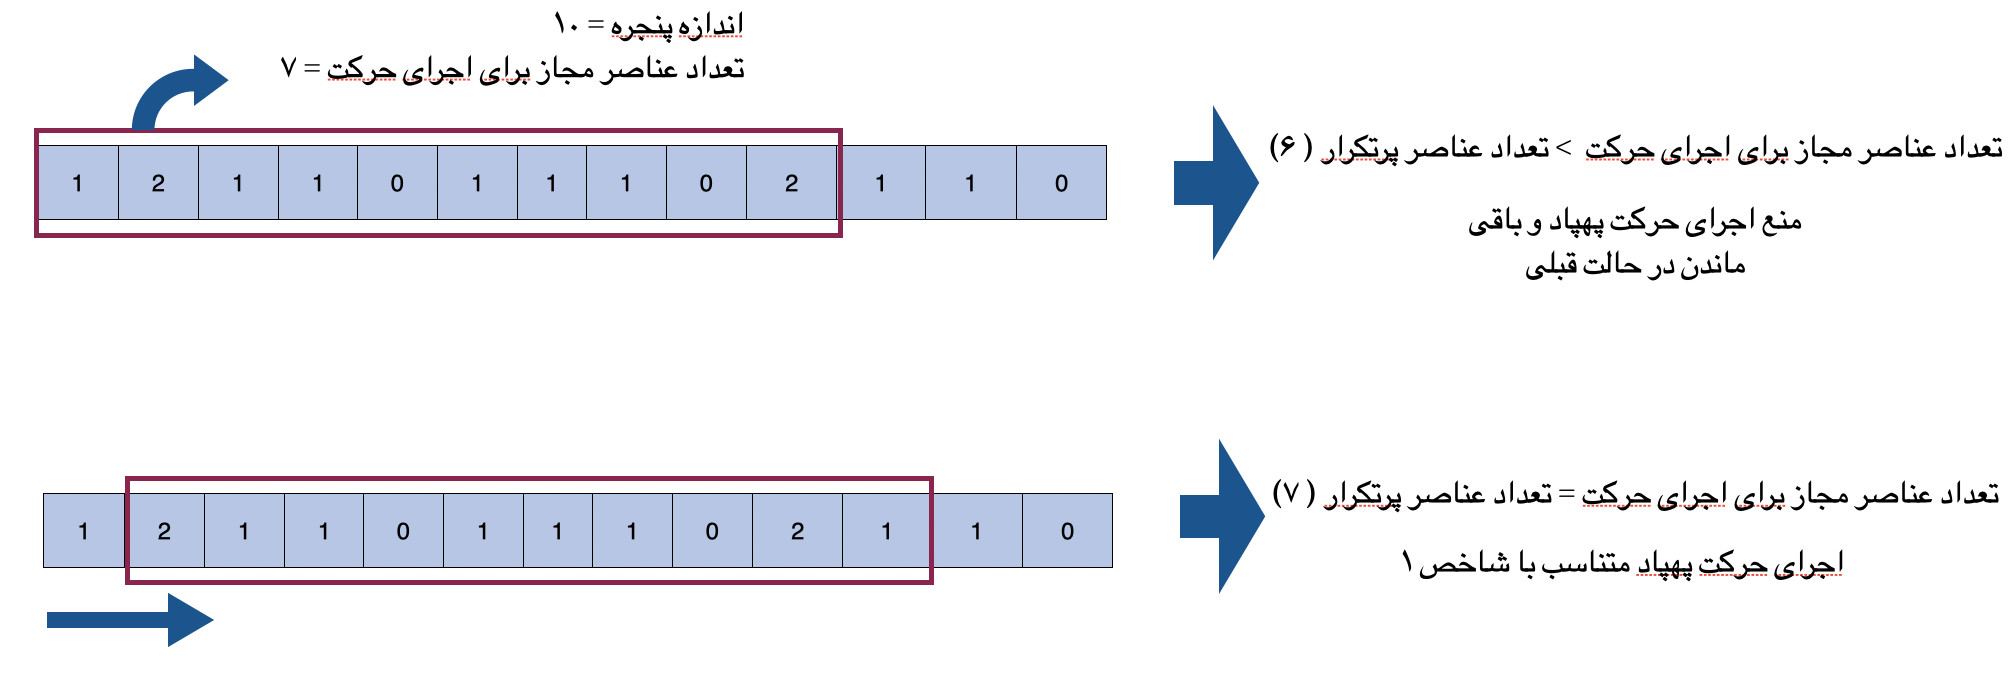 اندازه پنجره = ۱۰
تعداد عناصر مجاز برای اجرای حرکت = ۷
1 2 1 1 0 1 1 1 0 2 1 1 0
تعداد عناصر مجاز برای اجرای حرکت > تعداد عناصر پرتکرار (۶)
منع اجرای حرکت پهپاد و باقی
ماندن در حالت قبلی
1 2 1 1 0 1 1 1 0 2 1 1 0
تعداد عناصر مجاز برای اجرای حرکت = تعداد عناصر پرتکرار (۷)
اجرای حرکت پهپاد متناسب با شاخص ۱